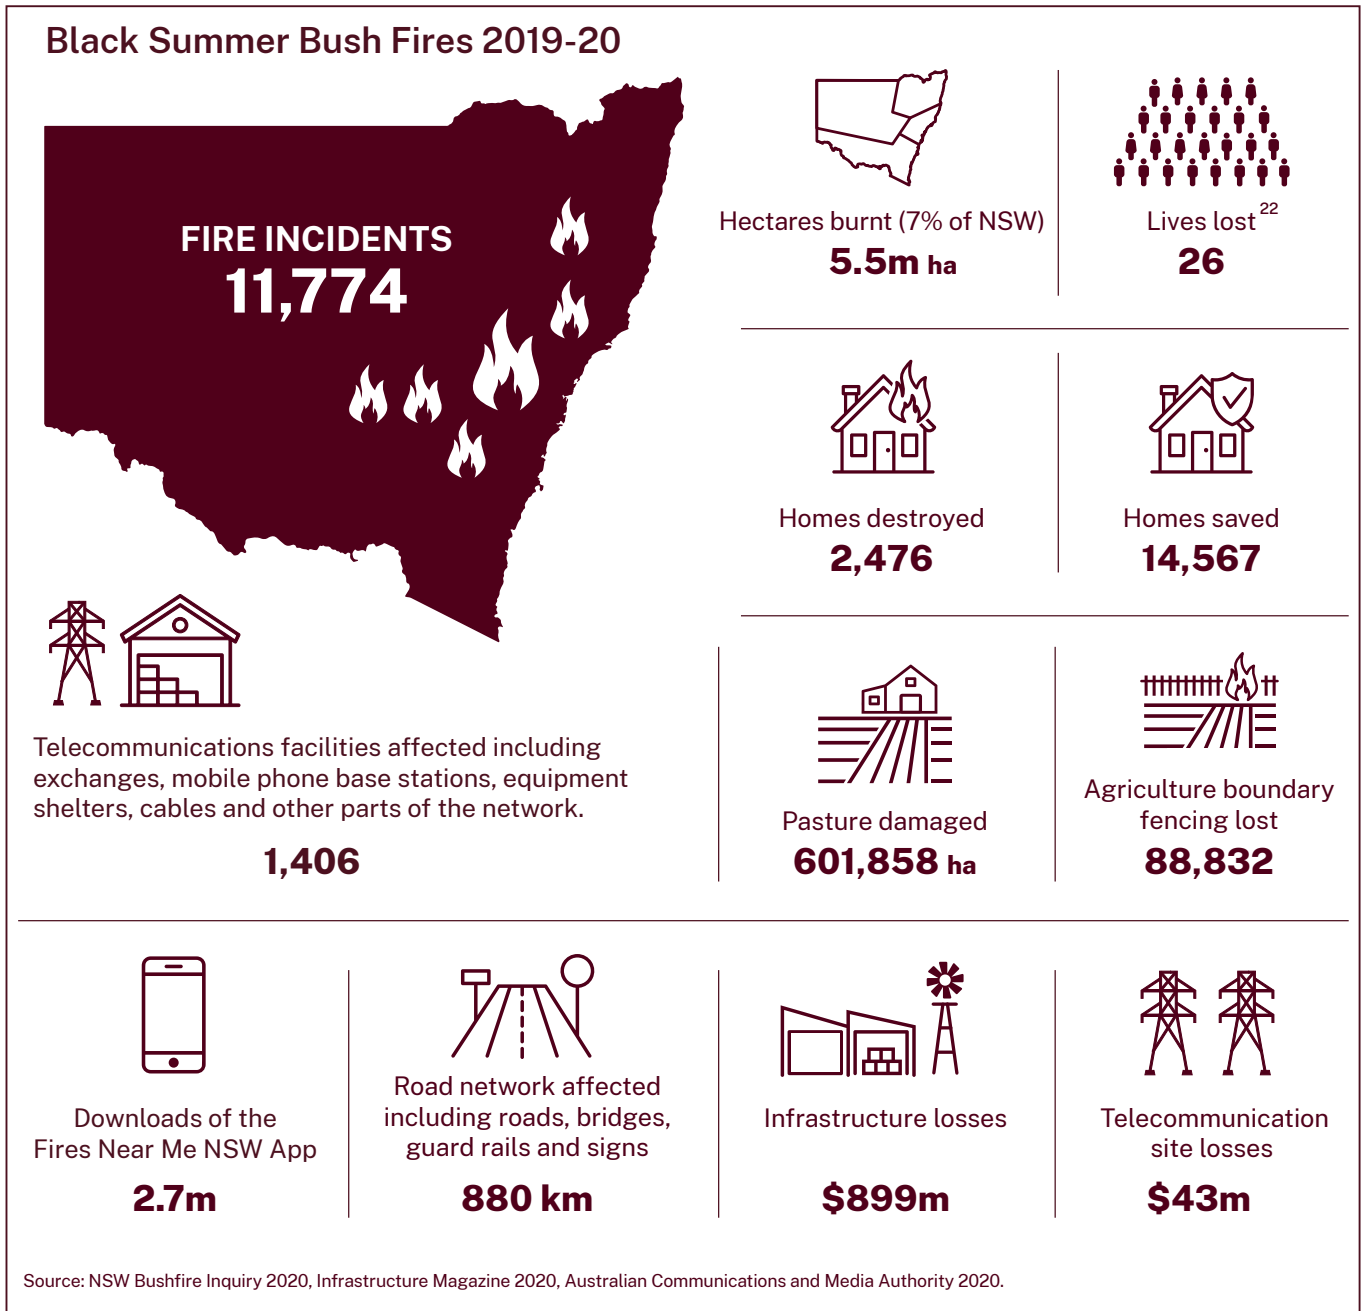 Black Summer Bush Fires 2019-20
FIRE INCIDENTS
11,774
Hectares burnt (7% of NSW)
5.5m ha
Lives lost 22
26
Homes destroyed
2,476
Homes saved
14,567
Telecommunications facilities affected including
exchanges, mobile phone base stations, equipment
shelters, cables and other parts of the network.
1,406
Pasture damaged
601,858 ha
Agriculture boundary
fencing lost
88,832
Downloads of the
Fires Near Me NSW App
2.7m
Road network affected
including roads, bridges,
guard rails and signs
880 km
Infrastructure losses
$899m
Telecommunication
site losses
$43m
Source: NSW Bushfire Inquiry 2020, Infrastructure Magazine 2020, Australian Communications and Media Authority 2020.